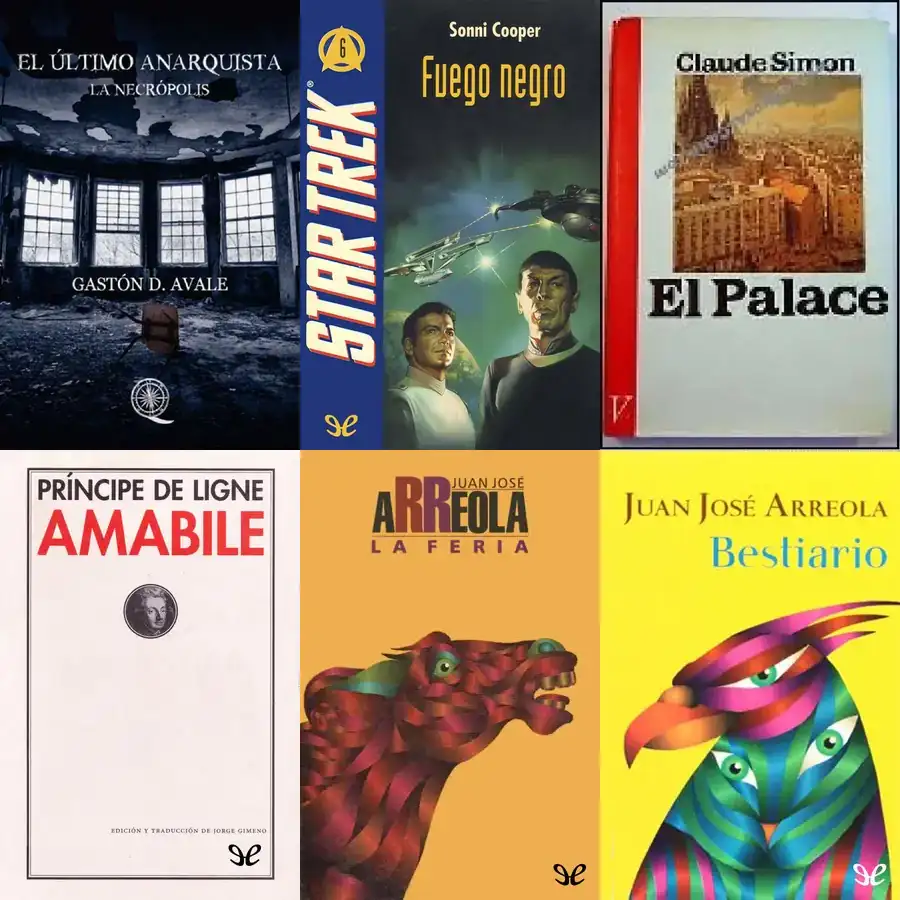 EL ÚLTIMO ANARQUISTA
LA NECRÓPOLIS
GASTÓN D. AVALE
6
STAR TREK®
Sonni Cooper
Fuego negro
Claude Simon
El Palace
V
PRÍNCIPE DE LIGNE
AMABILE
EDICIÓN Y TRADUCCIÓN DE JORGE GIMENO
JUAN JOSÉ
ARREOLA
LA FERIA
JUAN JOSÉ ARREOLA
Bestiario